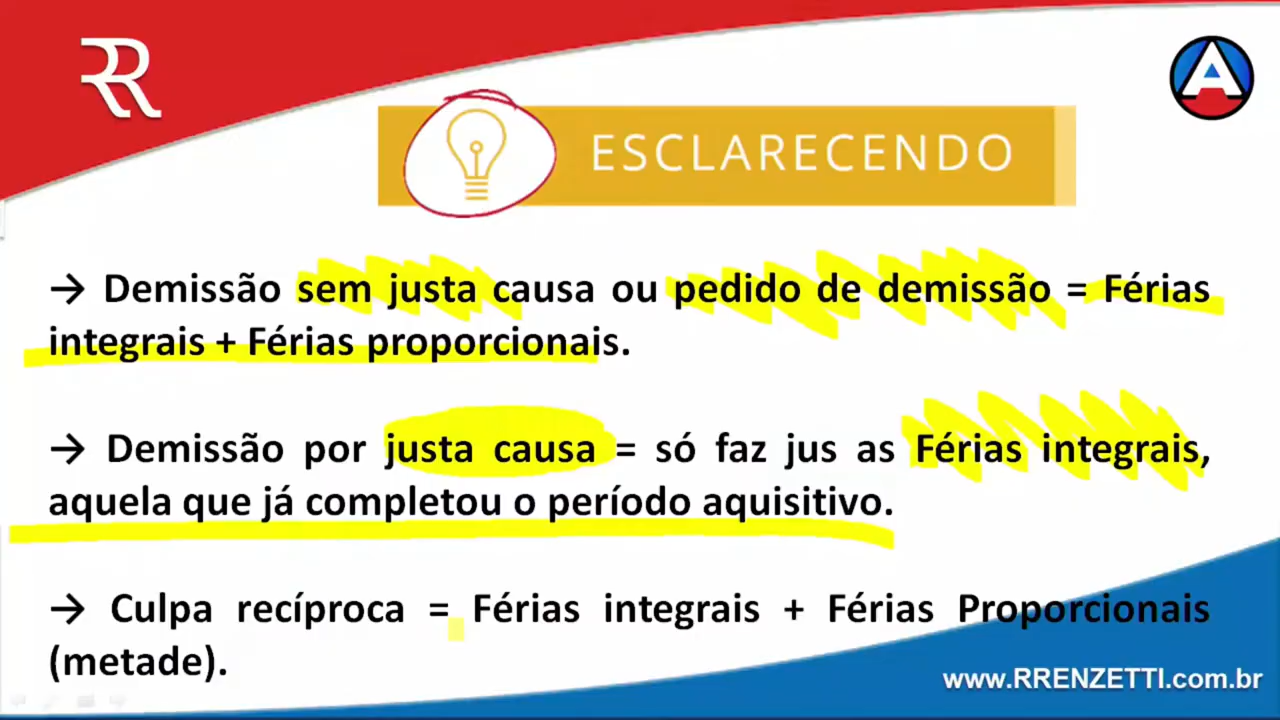 RR
A
ESCLARECENDO
→ Demissão sem justa causa ou pedido de demissão = Férias
integrais + Férias proporcionais.
→ Demissão por justa causa = só faz jus as Férias integrais,
aquela que já completou o período aquisitivo.
→ Culpa recíproca = Férias integrais + Férias Proporcionais
(metade).
www.RRENZETTI.com.br